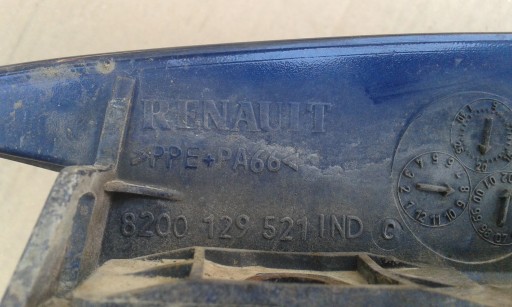 RENAULT
>PPE+PA66<
8200 129 521 IND G